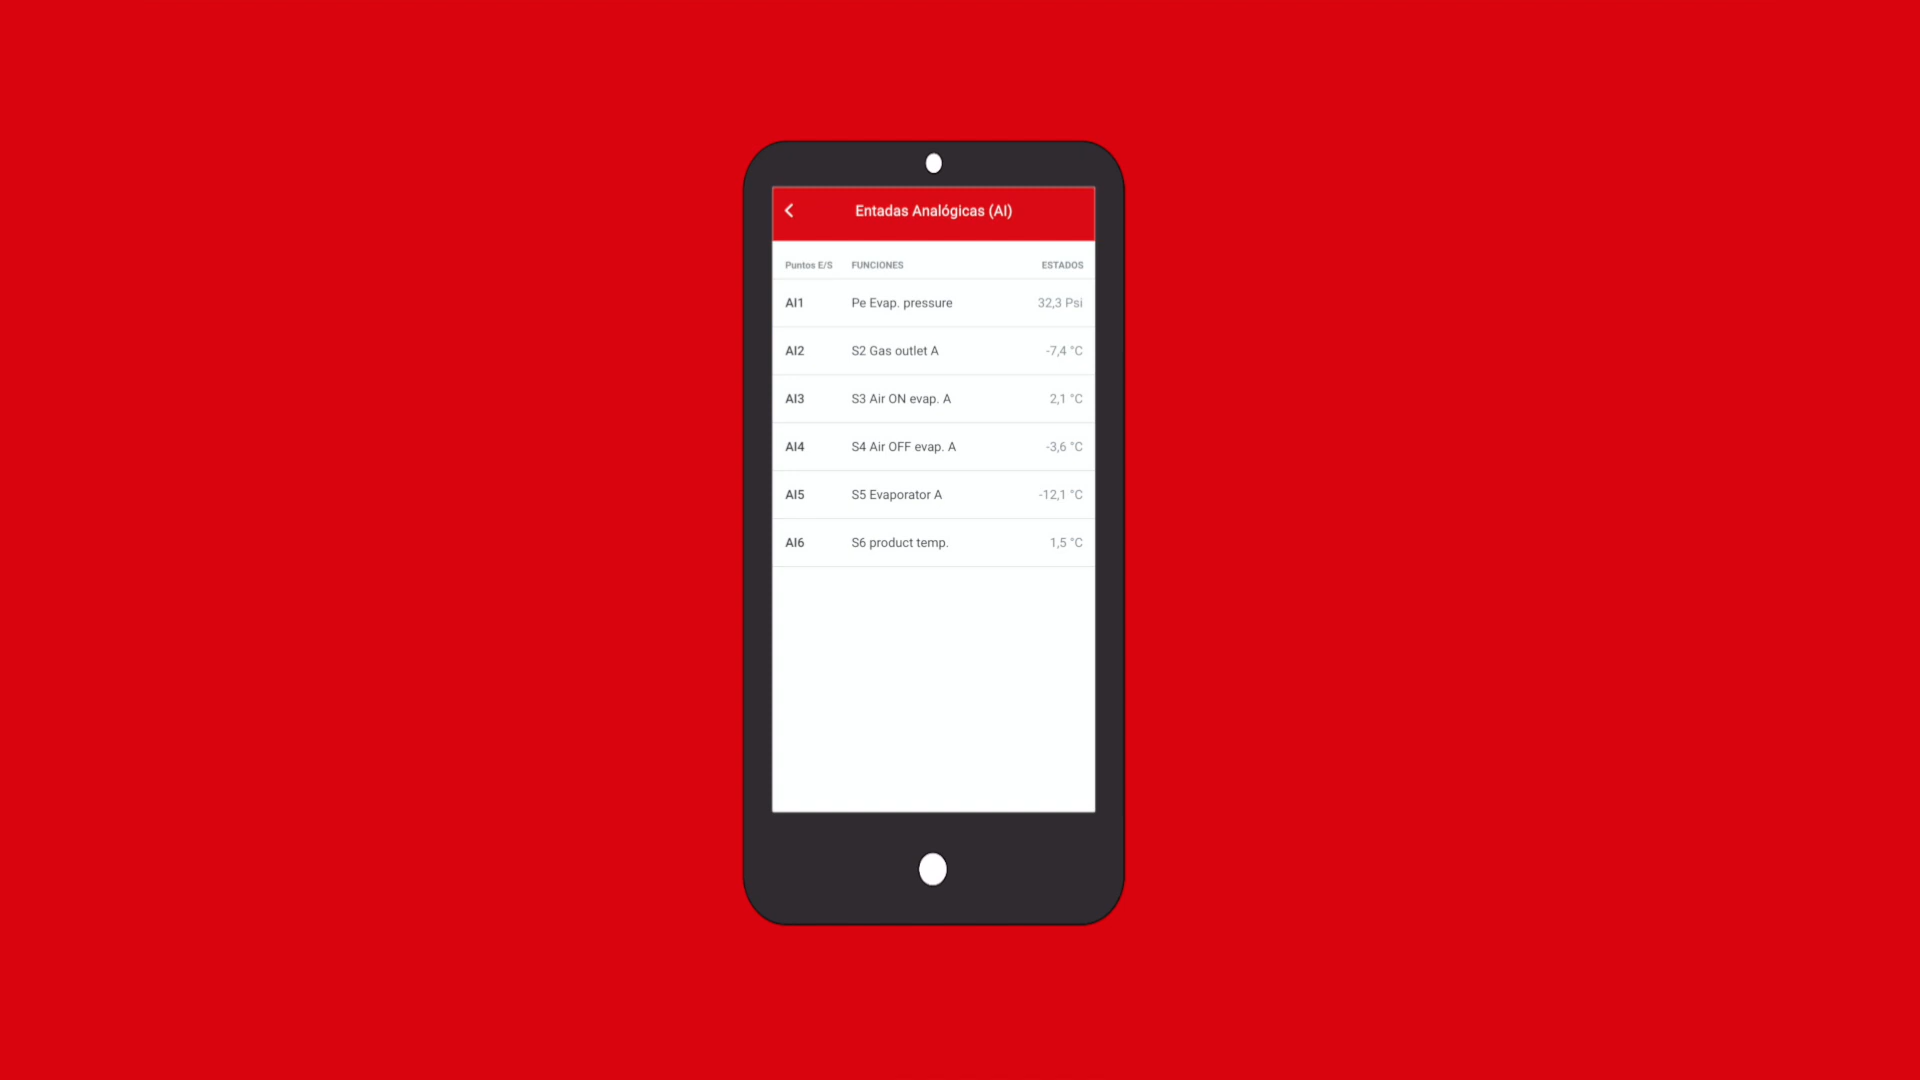 Entadas Analógicas (AI)
Puntos E/S FUNCIONES ESTADOS
AI1 Pe Evap. pressure 32,3 Psi
AI2 S2 Gas outlet A -7,4 °C
AI3 S3 Air ON evap. A 2,1 °C
AI4 S4 Air OFF evap. A -3,6 °C
AI5 S5 Evaporator A -12,1 °C
AI6 S6 product temp. 1,5 °C